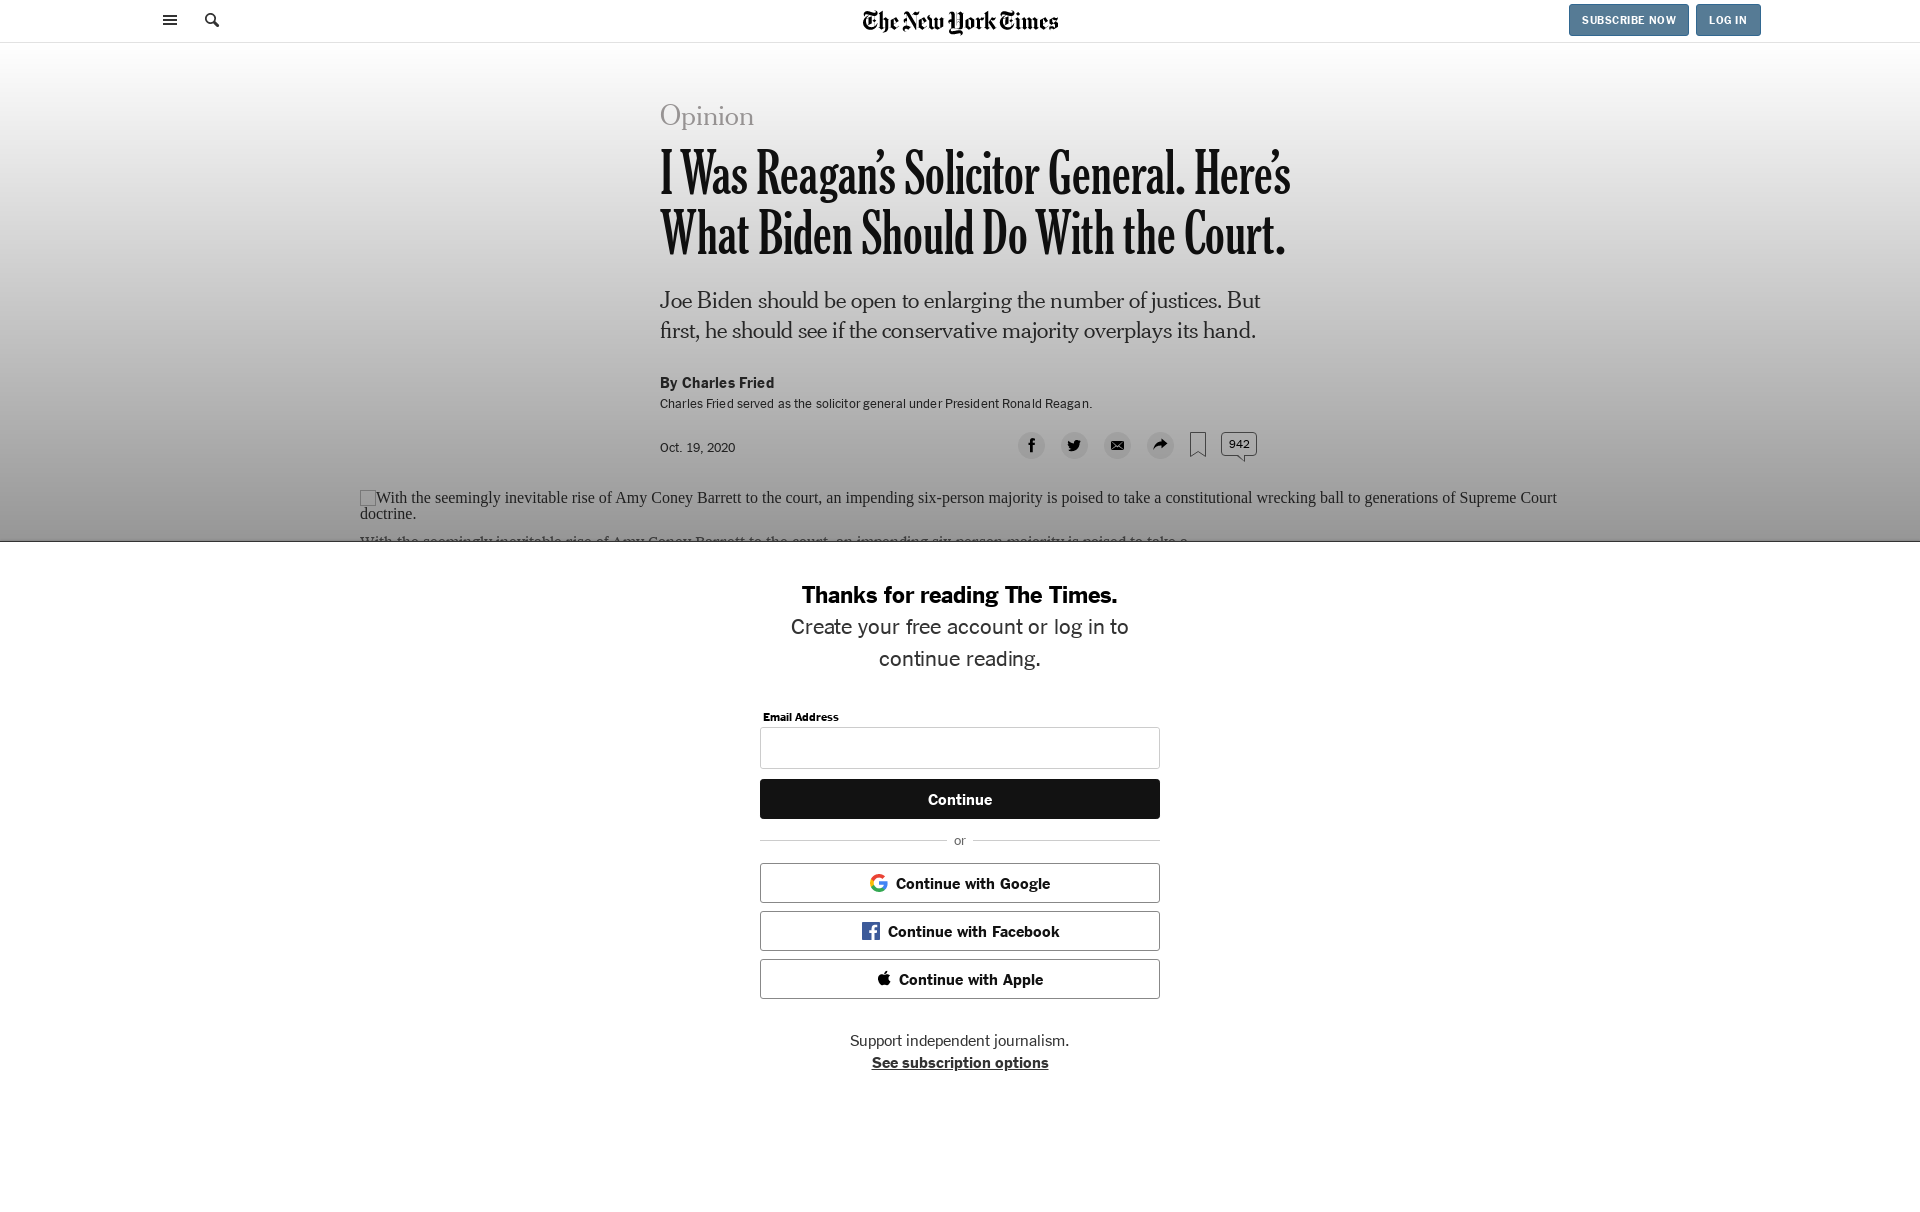 The New York Times
SUBSCRIBE NOW
LOG IN
Opinion
I Was Reagan’s Solicitor General. Here’s
What Biden Should Do With the Court.
Joe Biden should be open to enlarging the number of justices. But
first, he should see if the conservative majority overplays its hand.
By Charles Fried
Charles Fried served as the solicitor general under President Ronald Reagan.
Oct. 19, 2020
942
With the seemingly inevitable rise of Amy Coney Barrett to the court, an impending six-person majority is poised to take a constitutional wrecking ball to generations of Supreme Court
doctrine.
With the seemingly inevitable rise of Amy Coney Barrett to the court, an impending six-person majority is poised to take a
Thanks for reading The Times.
Create your free account or log in to
continue reading.
Email Address
Continue
or
Continue with Google
Continue with Facebook
Continue with Apple
Support independent journalism.
See subscription options